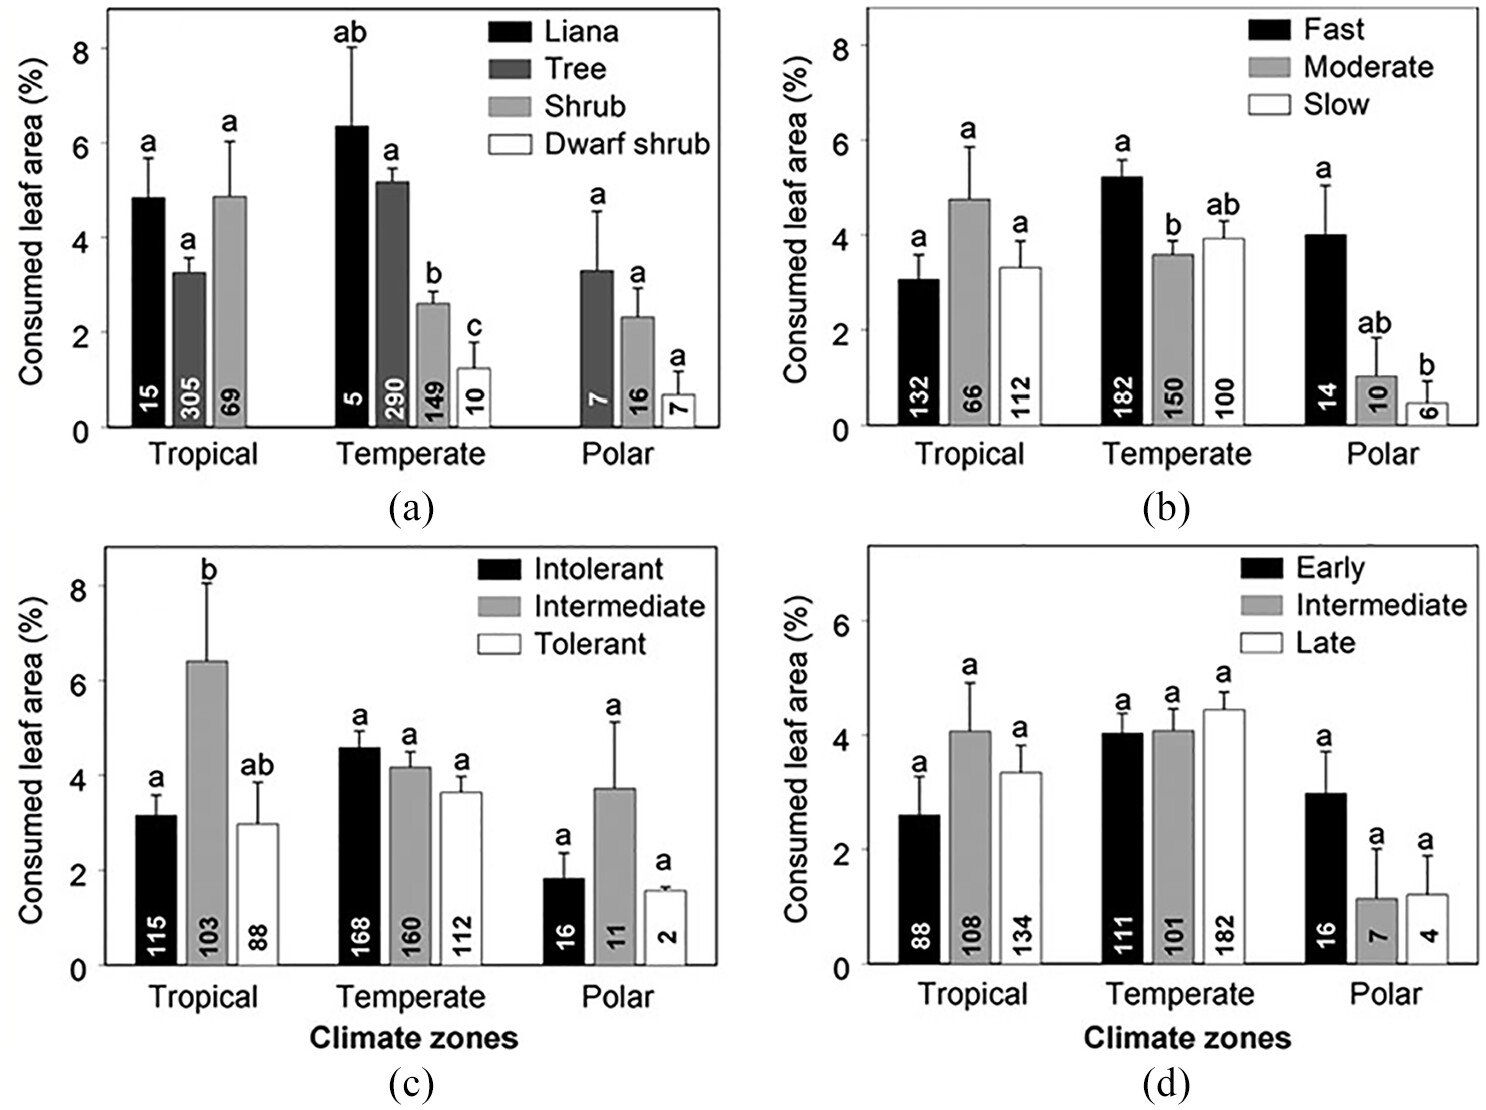 Consumed leaf area (%)
8
6
4
2
0
Liana
Tree
Shrub
Dwarf shrub
a
a
a
ab
a
b
c
a
a
a
15
305
69
5
290
149
10
7
16
7
Tropical
Temperate
Polar
(a)
Consumed leaf area (%)
8
6
4
2
0
Fast
Moderate
Slow
a
a
a
a
b
ab
a
ab
b
132
66
112
182
150
100
14
10
6
Tropical
Temperate
Polar
(b)
Consumed leaf area (%)
8
6
4
2
0
Intolerant
Intermediate
Tolerant
a
b
ab
a
a
a
a
a
a
115
103
88
168
160
112
16
11
2
Tropical
Temperate
Polar
Climate zones
(c)
Consumed leaf area (%)
6
4
2
0
Early
Intermediate
Late
a
a
a
a
a
a
a
a
a
88
108
134
111
101
182
16
7
4
Tropical
Temperate
Polar
Climate zones
(d)